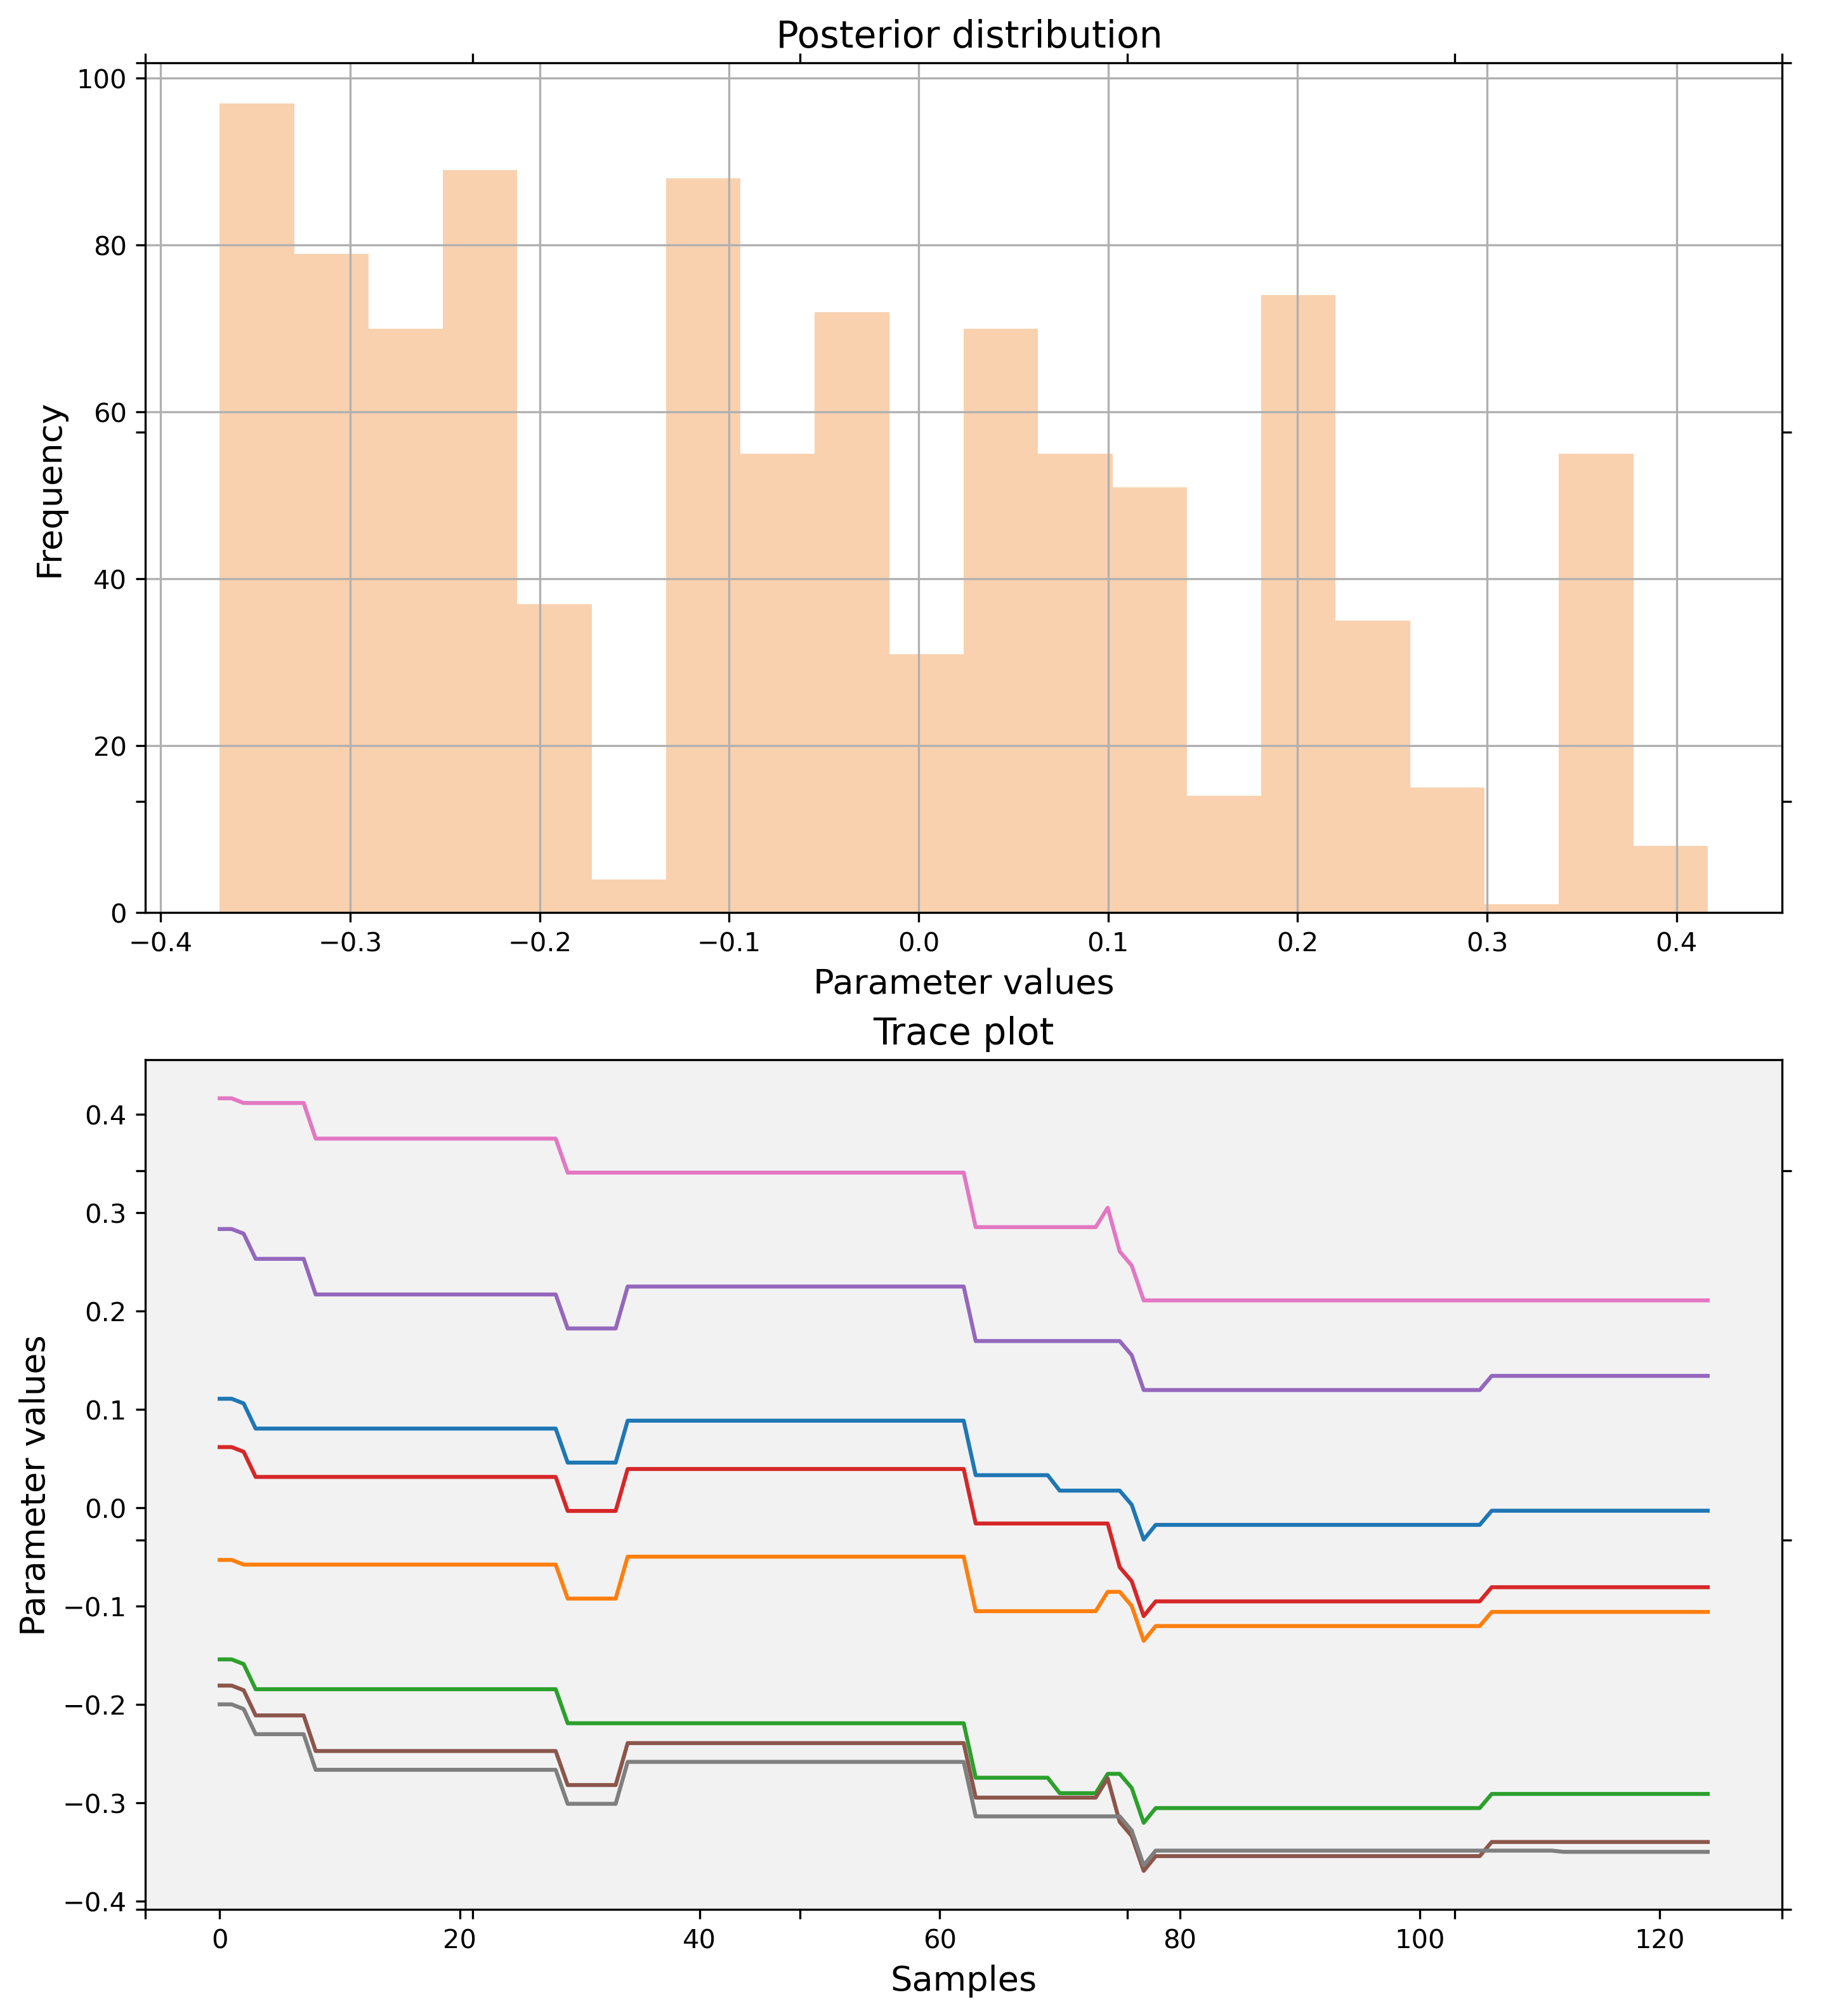 Posterior distribution
100
80
60
40
20
0
Frequency
−0.4 −0.3 −0.2 −0.1 0.0 0.1 0.2 0.3 0.4
Parameter values
Trace plot
0.4
0.3
0.2
0.1
0.0
−0.1
−0.2
−0.3
−0.4
Parameter values
0 20 40 60 80 100 120
Samples